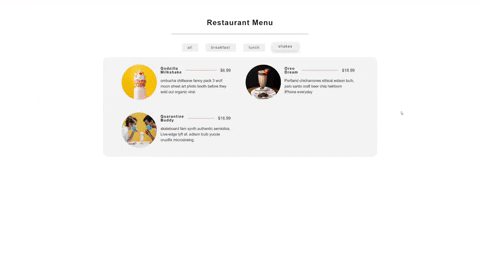 Restaurant Menu
all
breakfast
lunch
shakes
Godzilla
Milkshake
$6.99
ombucha chillwave fanny pack 3 wolf
moon street art photo booth before they
sold out organic viral.
Oreo
Dream
$18.99
Portland chicharrones ethical edison bulb,
palo santo craft beer chia heirloom
iPhone everyday
Quarantine
Buddy
$16.99
skateboard fam synth authentic semiotics.
Live-edge lyft af, edison bulb yuccie
crucifix microdosing.